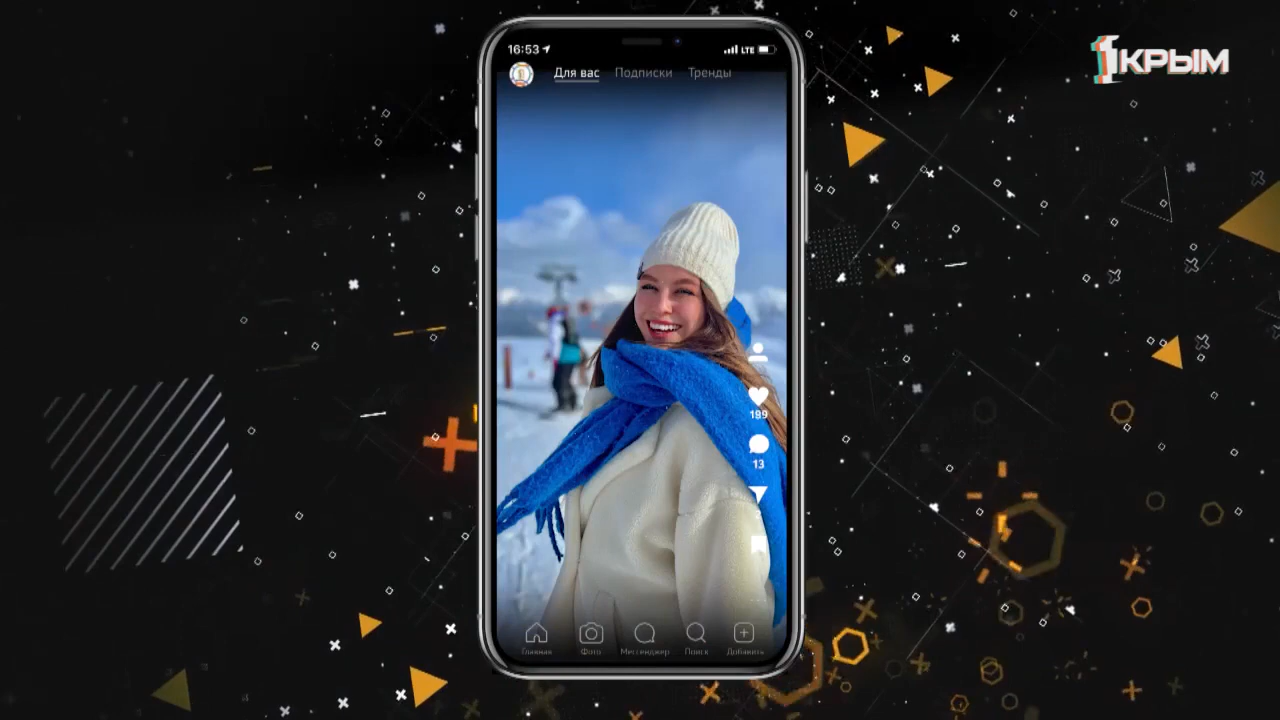 16:53
LTE
Для вас Подписки Тренды
1КРЫМ
199
13
Главная Фото Мессенджер Поиск Добавить